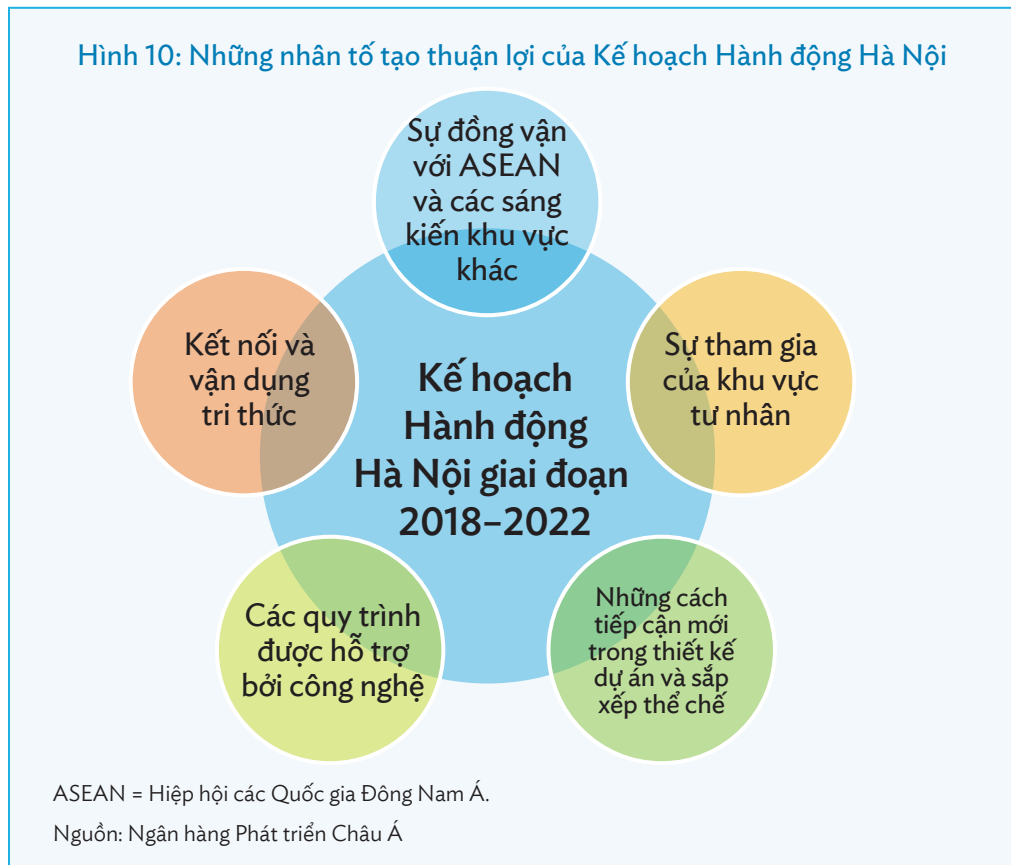 Hình 10: Những nhân tố tạo thuận lợi của Kế hoạch Hành động Hà Nội
Sự đồng vận
với ASEAN
và các sáng
kiến khu vực
khác
Kết nối và
vận dụng
tri thức
Kế hoạch
Hành động
Hà Nội giai đoạn
2018–2022
Sự tham gia
của khu vực
tư nhân
Các quy trình
được hỗ trợ
bởi công nghệ
Những cách
tiếp cận mới
trong thiết kế
dự án và sắp
xếp thể chế
ASEAN = Hiệp hội các Quốc gia Đông Nam Á.
Nguồn: Ngân hàng Phát triển Châu Á